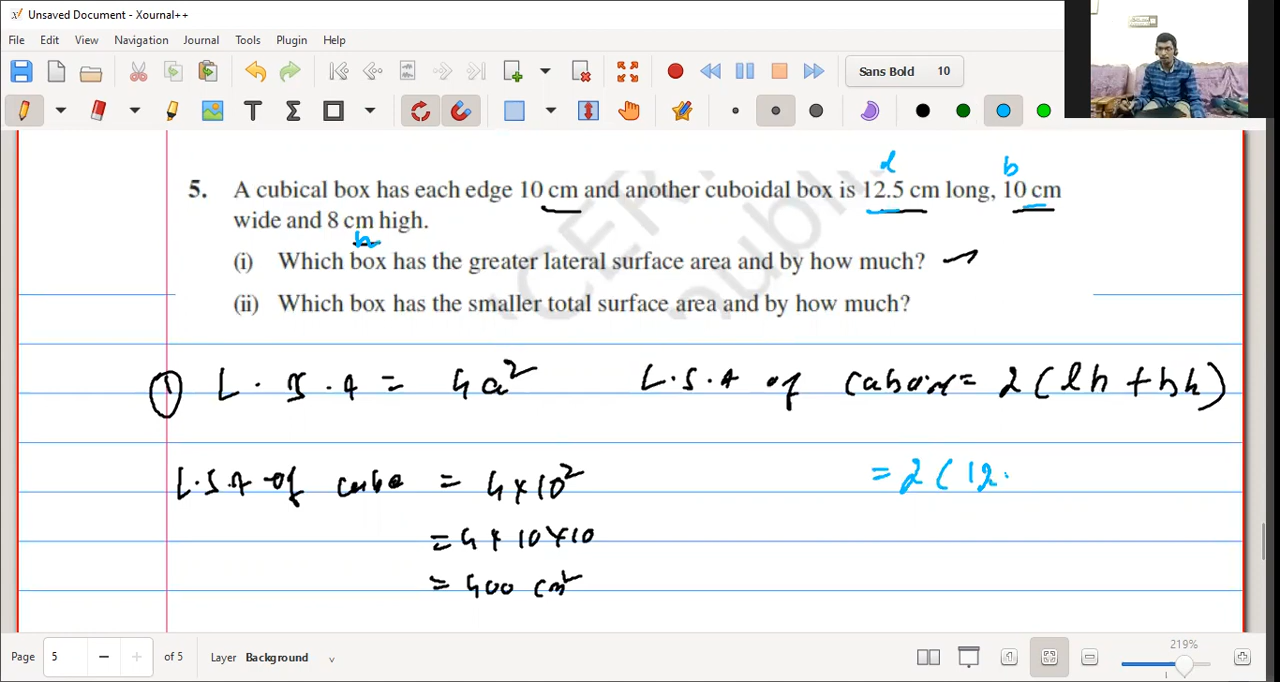 Unsaved Document - Xournal++
File Edit View Navigation Journal Tools Plugin Help
Sans Bold 10
l b
5. A cubical box has each edge 10 cm and another cuboidal box is 12.5 cm long, 10 cm
wide and 8 cm high.
h
(i) Which box has the greater lateral surface area and by how much?
(ii) Which box has the smaller total surface area and by how much?
① L. S. A = 4a² L.S.A of Caboid= 2(lh + bh)
L.S.A of cube = 4×10² = 2(12.
= 4 × 10×10
= 400 cm²
Page 5 of 5 Layer Background 219%